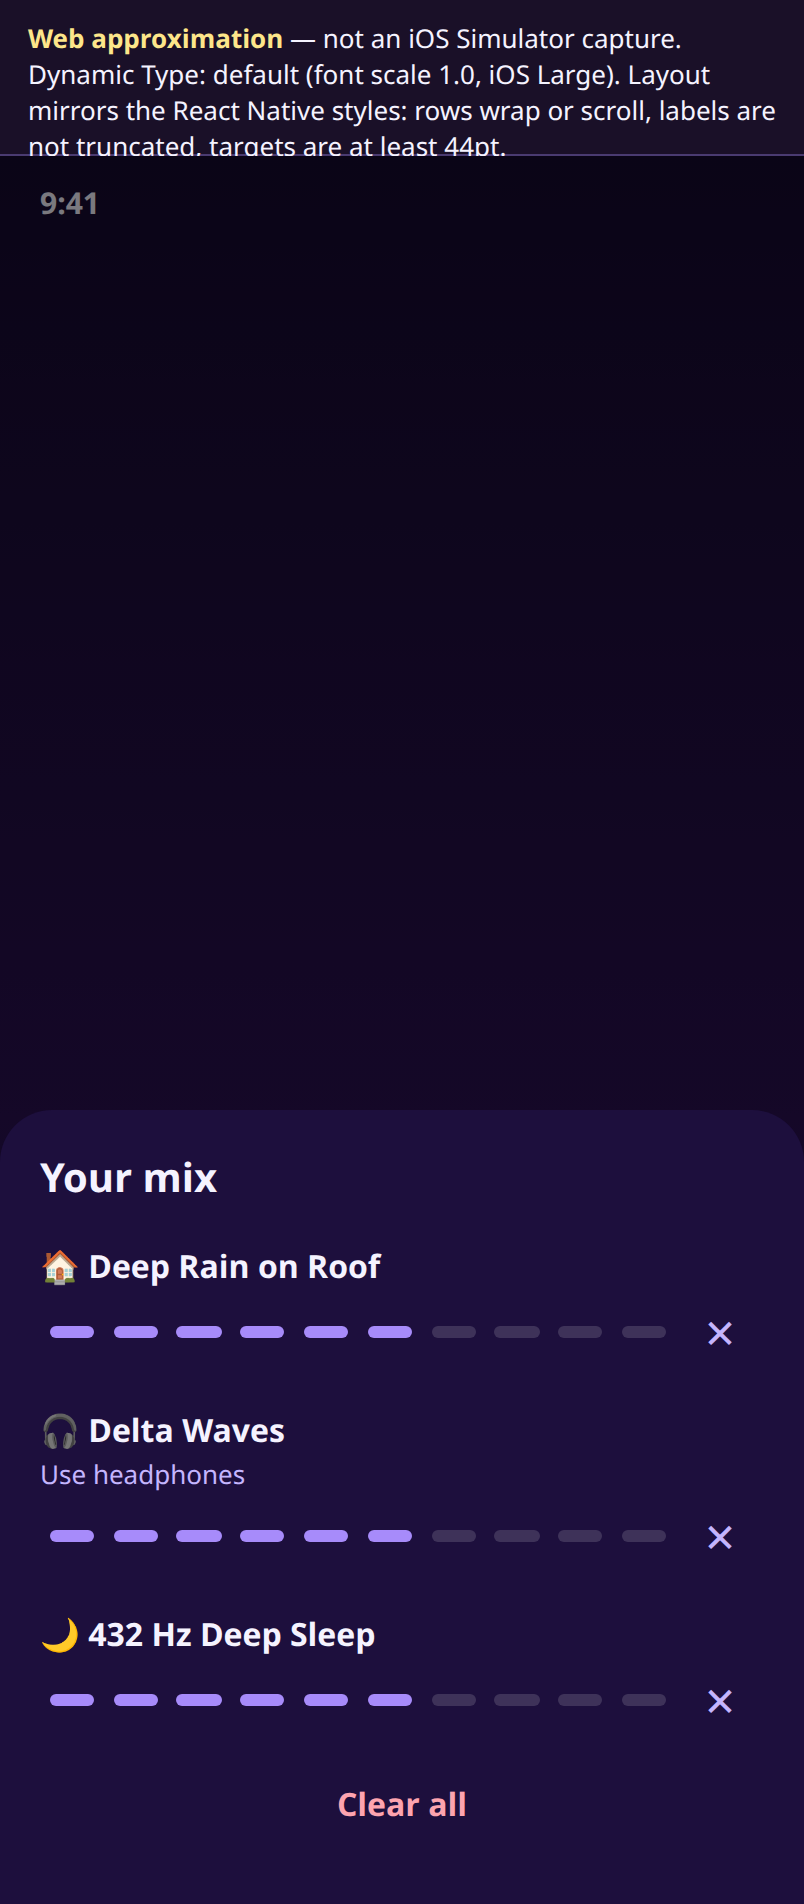 Web approximation — not an iOS Simulator capture.
Dynamic Type: default (font scale 1.0, iOS Large). Layout
mirrors the React Native styles: rows wrap or scroll, labels are
not truncated, targets are at least 44pt.
9:41
Your mix
🏠 Deep Rain on Roof
✕
🎧 Delta Waves
Use headphones
✕
🌙 432 Hz Deep Sleep
✕
Clear all